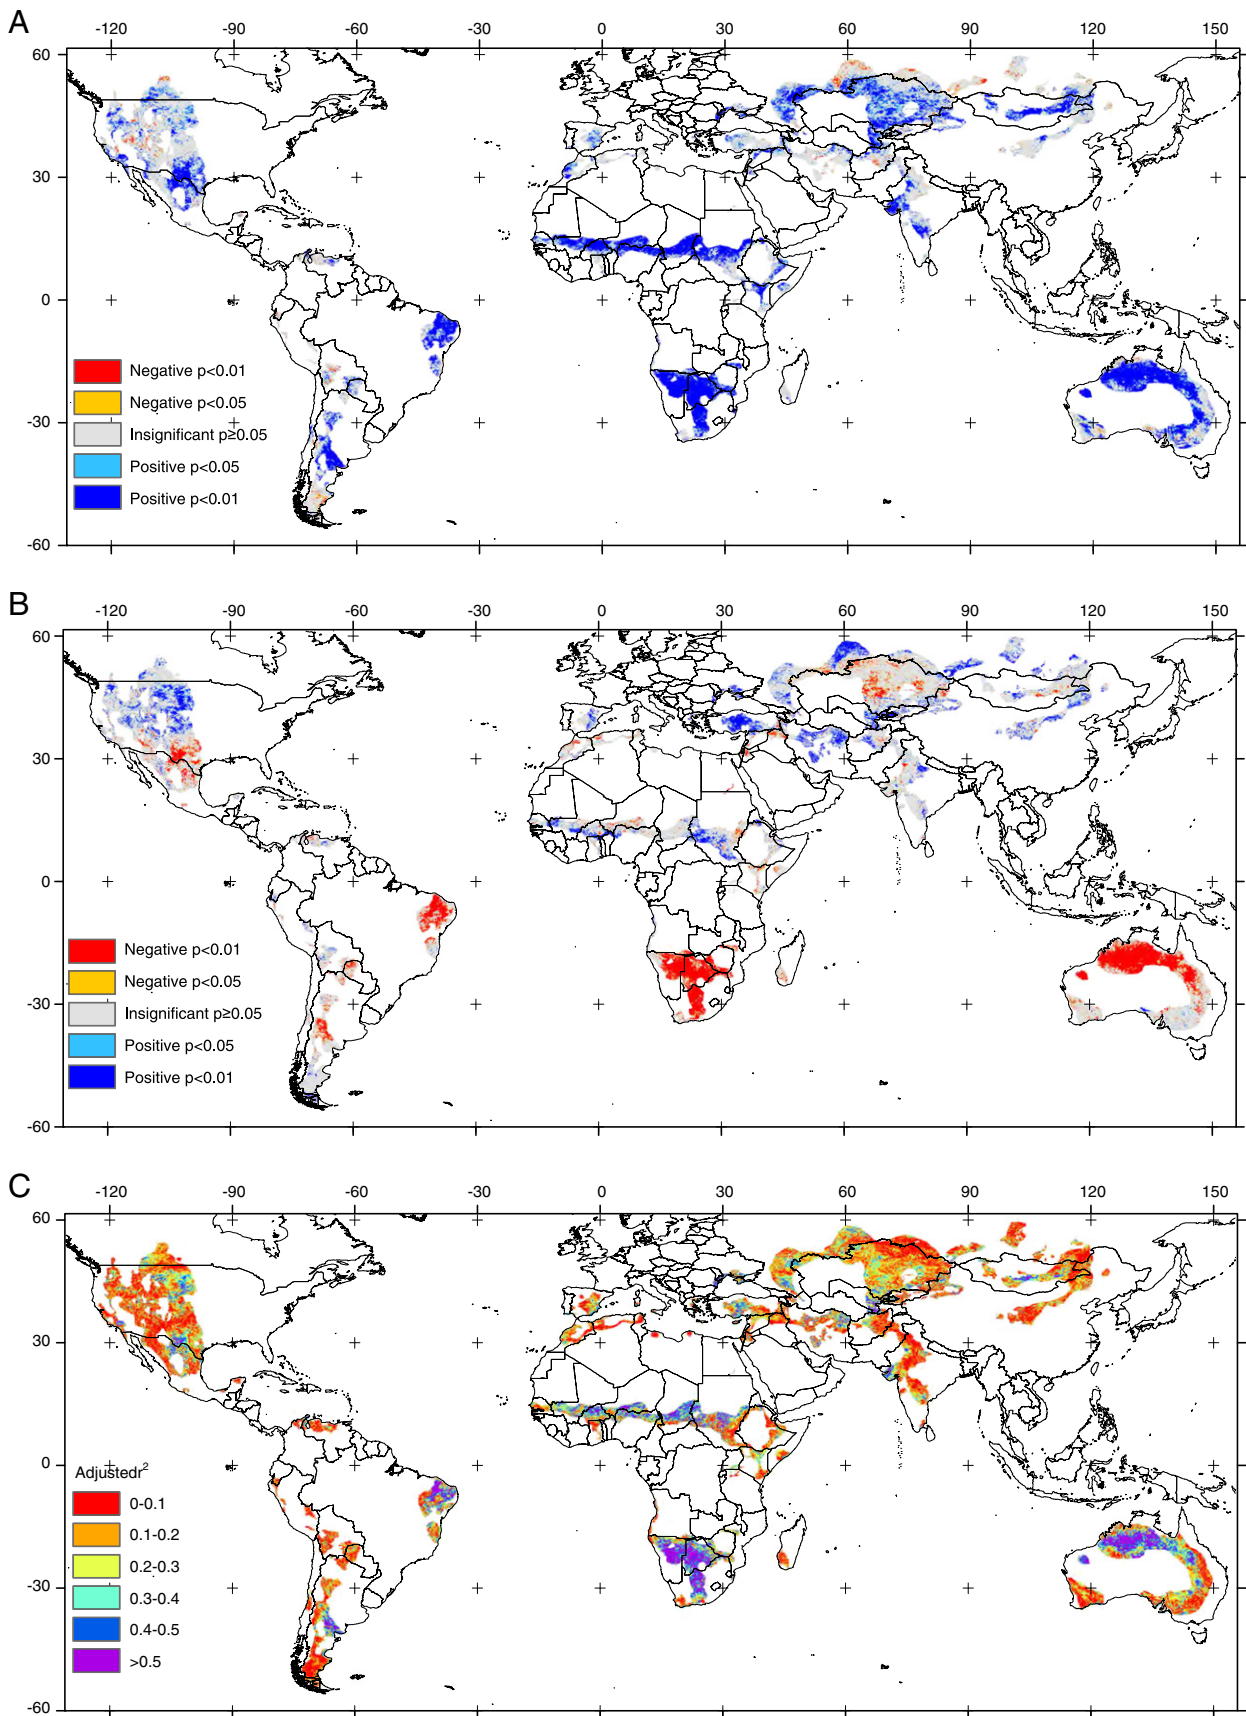 A
-120 -90 -60 -30 0 30 60 90 120 150
60
30
0
-30
-60
Negative p<0.01
Negative p<0.05
Insignificant p≥0.05
Positive p<0.05
Positive p<0.01
B
-120 -90 -60 -30 0 30 60 90 120 150
60
30
0
-30
-60
Negative p<0.01
Negative p<0.05
Insignificant p≥0.05
Positive p<0.05
Positive p<0.01
C
-120 -90 -60 -30 0 30 60 90 120 150
60
30
0
-30
-60
Adjustedr²
0-0.1
0.1-0.2
0.2-0.3
0.3-0.4
0.4-0.5
>0.5